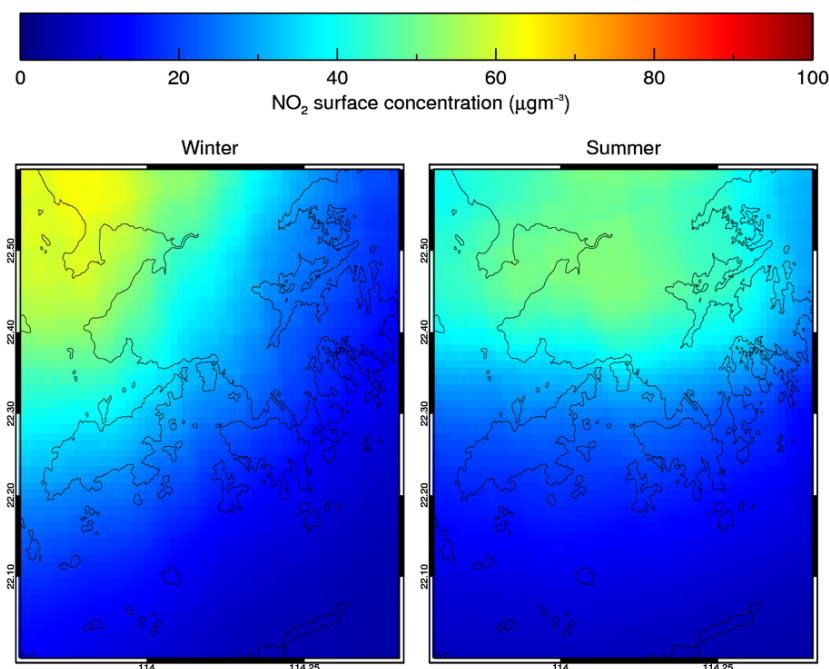 0 20 40 60 80 100
NO₂ surface concentration (μgm⁻³)
Winter Summer
22.50 22.50
22.40 22.40
22.30 22.30
22.20 22.20
22.10 22.10
114 114.25 114 114.25